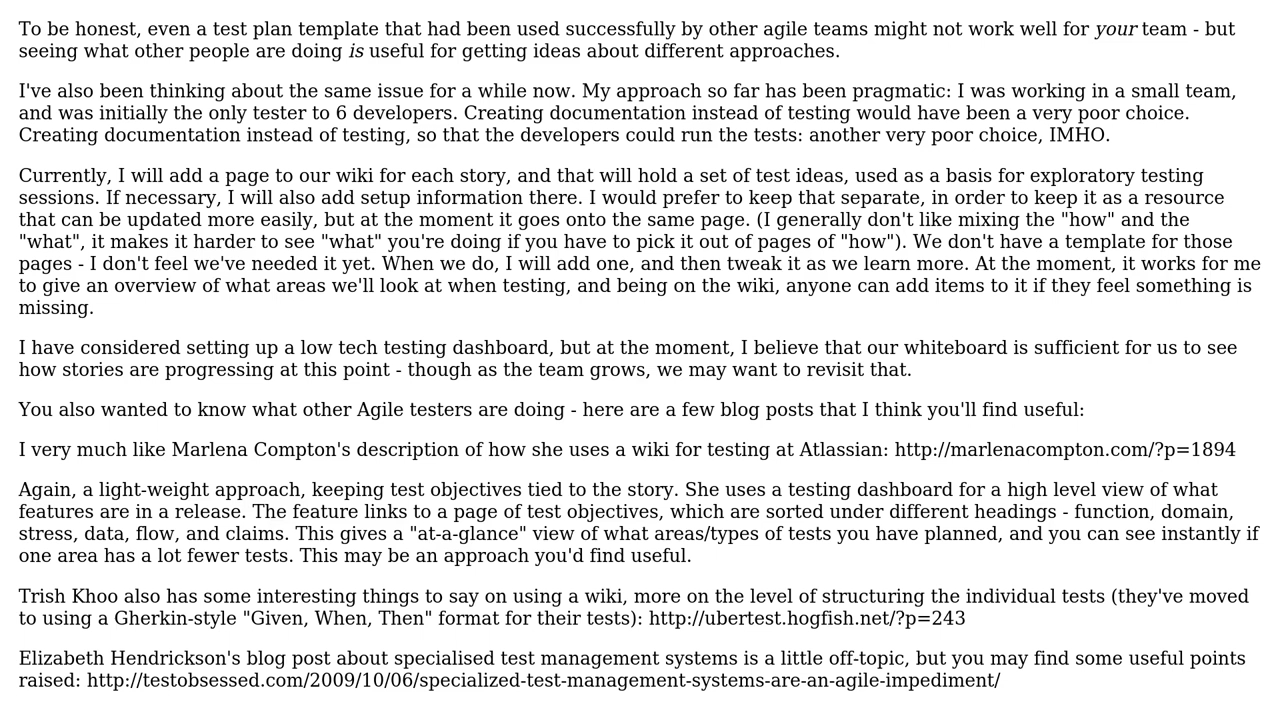 To be honest, even a test plan template that had been used successfully by other agile teams might not work well for your team - but
seeing what other people are doing is useful for getting ideas about different approaches.
I've also been thinking about the same issue for a while now. My approach so far has been pragmatic: I was working in a small team,
and was initially the only tester to 6 developers. Creating documentation instead of testing would have been a very poor choice.
Creating documentation instead of testing, so that the developers could run the tests: another very poor choice, IMHO.
Currently, I will add a page to our wiki for each story, and that will hold a set of test ideas, used as a basis for exploratory testing
sessions. If necessary, I will also add setup information there. I would prefer to keep that separate, in order to keep it as a resource
that can be updated more easily, but at the moment it goes onto the same page. (I generally don't like mixing the "how" and the
"what", it makes it harder to see "what" you're doing if you have to pick it out of pages of "how"). We don't have a template for those
pages - I don't feel we've needed it yet. When we do, I will add one, and then tweak it as we learn more. At the moment, it works for me
to give an overview of what areas we'll look at when testing, and being on the wiki, anyone can add items to it if they feel something is
missing.
I have considered setting up a low tech testing dashboard, but at the moment, I believe that our whiteboard is sufficient for us to see
how stories are progressing at this point - though as the team grows, we may want to revisit that.
You also wanted to know what other Agile testers are doing - here are a few blog posts that I think you'll find useful:
I very much like Marlena Compton's description of how she uses a wiki for testing at Atlassian: http://marlenacompton.com/?p=1894
Again, a light-weight approach, keeping test objectives tied to the story. She uses a testing dashboard for a high level view of what
features are in a release. The feature links to a page of test objectives, which are sorted under different headings - function, domain,
stress, data, flow, and claims. This gives a "at-a-glance" view of what areas/types of tests you have planned, and you can see instantly if
one area has a lot fewer tests. This may be an approach you'd find useful.
Trish Khoo also has some interesting things to say on using a wiki, more on the level of structuring the individual tests (they've moved
to using a Gherkin-style "Given, When, Then" format for their tests): http://ubertest.hogfish.net/?p=243
Elizabeth Hendrickson's blog post about specialised test management systems is a little off-topic, but you may find some useful points
raised: http://testobsessed.com/2009/10/06/specialized-test-management-systems-are-an-agile-impediment/